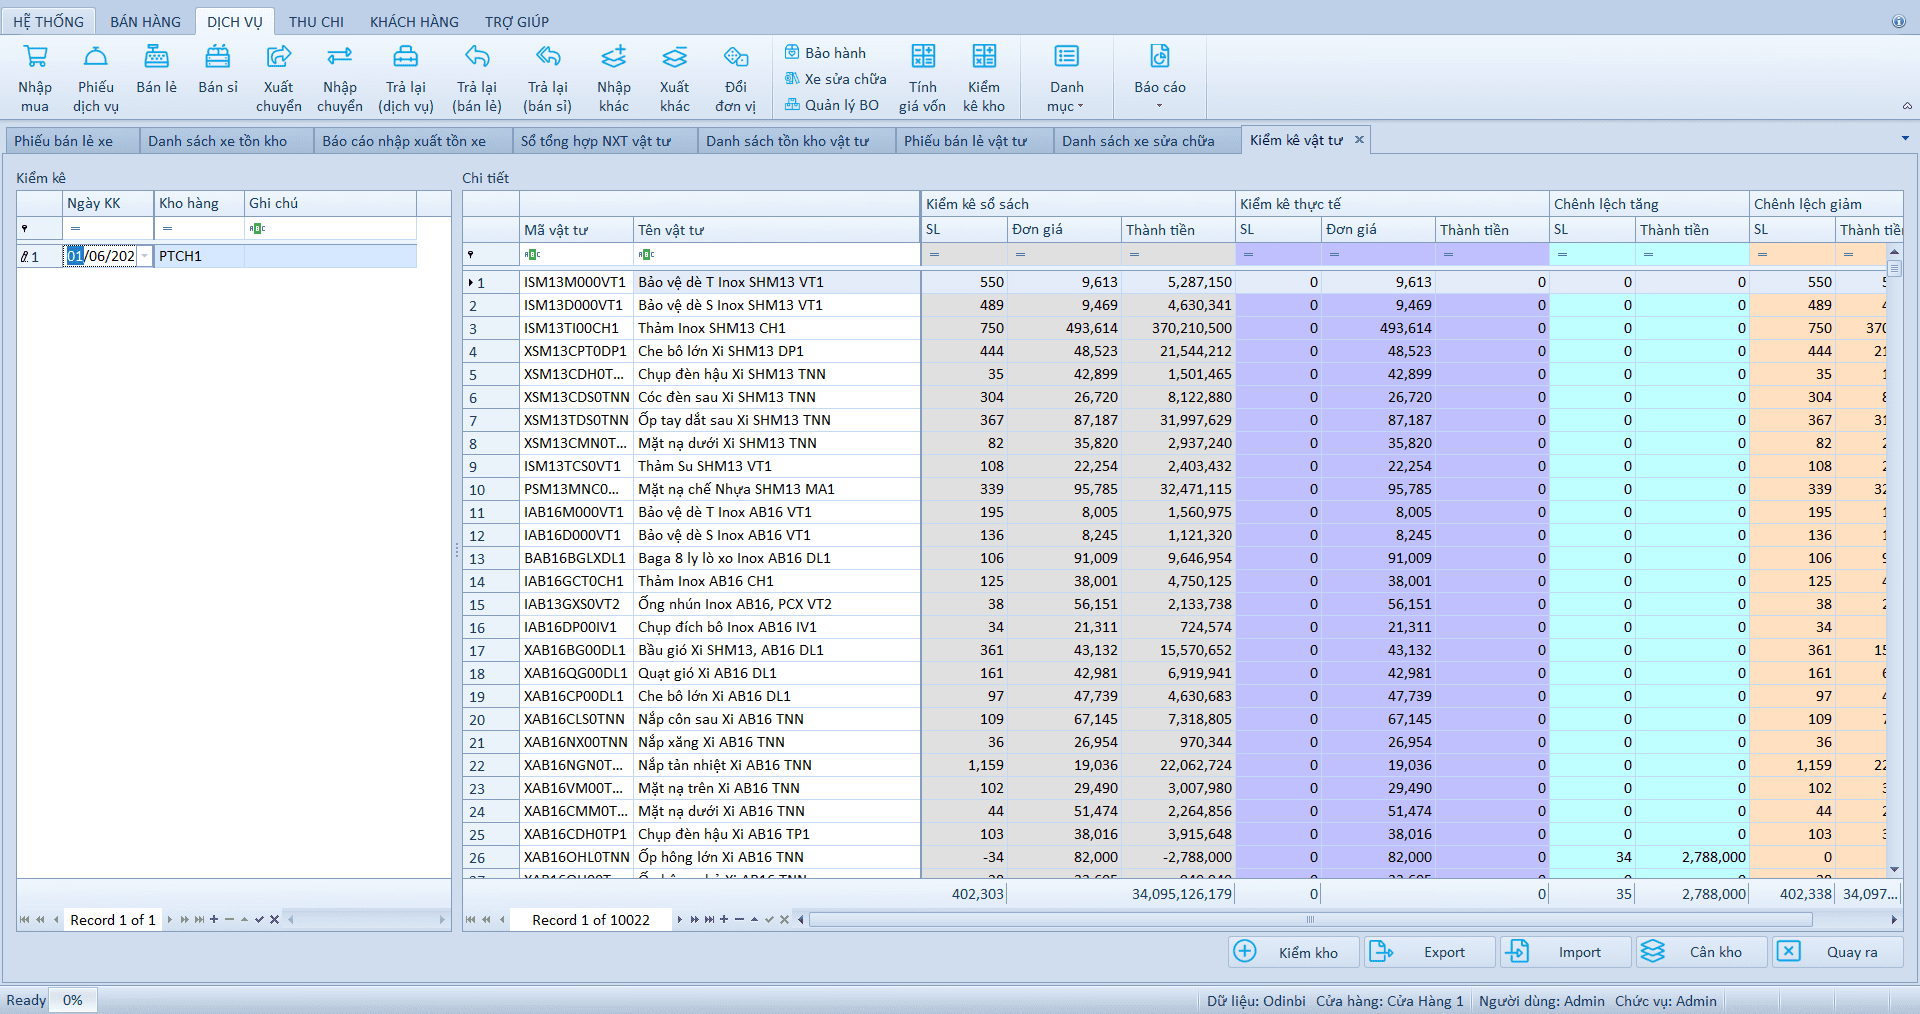 HỆ THỐNG BÁN HÀNG DỊCH VỤ THU CHI KHÁCH HÀNG TRỢ GIÚP
Nhập mua
Phiếu dịch vụ
Bán lẻ
Bán sỉ
Xuất chuyển
Nhập chuyển
Trả lại (dịch vụ)
Trả lại (bán lẻ)
Trả lại (bán sỉ)
Nhập khác
Xuất khác
Đổi đơn vị
Bảo hành
Xe sửa chữa
Quản lý BO
Tính giá vốn
Kiểm kê kho
Danh mục
Báo cáo
Phiếu bán lẻ xe Danh sách xe tồn kho Báo cáo nhập xuất tồn xe Sổ tổng hợp NXT vật tư Danh sách tồn kho vật tư Phiếu bán lẻ vật tư Danh sách xe sửa chữa Kiểm kê vật tư
Kiểm kê
Ngày KK Kho hàng Ghi chú
= =
1 01/06/202 PTCH1
Record 1 of 1
Chi tiết
Kiểm kê sổ sách Kiểm kê thực tế Chênh lệch tăng Chênh lệch giảm
Mã vật tư Tên vật tư SL Đơn giá Thành tiền SL Đơn giá Thành tiền SL Thành tiền SL Thành tiền
= = = = = = = = = =
1 ISM13M000VT1 Bảo vệ dè T Inox SHM13 VT1 550 9,613 5,287,150 0 9,613 0 0 0 550
2 ISM13D000VT1 Bảo vệ dè S Inox SHM13 VT1 489 9,469 4,630,341 0 9,469 0 0 0 489 4
3 ISM13TI00CH1 Thảm Inox SHM13 CH1 750 493,614 370,210,500 0 493,614 0 0 0 750 370
4 XSM13CPT0DP1 Che bô lớn Xi SHM13 DP1 444 48,523 21,544,212 0 48,523 0 0 0 444 21
5 XSM13CDH0T... Chụp đèn hậu Xi SHM13 TNN 35 42,899 1,501,465 0 42,899 0 0 0 35 1
6 XSM13CDS0TNN Cóc đèn sau Xi SHM13 TNN 304 26,720 8,122,880 0 26,720 0 0 0 304 8
7 XSM13TDS0TNN Ốp tay dắt sau Xi SHM13 TNN 367 87,187 31,997,629 0 87,187 0 0 0 367 31
8 XSM13CMN0T... Mặt nạ dưới Xi SHM13 TNN 82 35,820 2,937,240 0 35,820 0 0 0 82 2
9 ISM13TCS0VT1 Thảm Su SHM13 VT1 108 22,254 2,403,432 0 22,254 0 0 0 108 2
10 PSM13MNC0... Mặt nạ chế Nhựa SHM13 MA1 339 95,785 32,471,115 0 95,785 0 0 0 339 32
11 IAB16M000VT1 Bảo vệ dè T Inox AB16 VT1 195 8,005 1,560,975 0 8,005 0 0 0 195 1
12 IAB16D000VT1 Bảo vệ dè S Inox AB16 VT1 136 8,245 1,121,320 0 8,245 0 0 0 136 1
13 BAB16BGLXDL1 Baga 8 ly lò xo Inox AB16 DL1 106 91,009 9,646,954 0 91,009 0 0 0 106 9
14 IAB16GCT0CH1 Thảm Inox AB16 CH1 125 38,001 4,750,125 0 38,001 0 0 0 125 4
15 IAB13GXS0VT2 Ống nhún Inox AB16, PCX VT2 38 56,151 2,133,738 0 56,151 0 0 0 38 2
16 IAB16DP00IV1 Chụp đích bô Inox AB16 IV1 34 21,311 724,574 0 21,311 0 0 0 34
17 XAB16BG00DL1 Bầu gió Xi SHM13, AB16 DL1 361 43,132 15,570,652 0 43,132 0 0 0 361 15
18 XAB16QG00DL1 Quạt gió Xi AB16 DL1 161 42,981 6,919,941 0 42,981 0 0 0 161 6
19 XAB16CP00DL1 Che bô lớn Xi AB16 DL1 97 47,739 4,630,683 0 47,739 0 0 0 97 4
20 XAB16CLS0TNN Nắp côn sau Xi AB16 TNN 109 67,145 7,318,805 0 67,145 0 0 0 109 7
21 XAB16NX00TNN Nắp xăng Xi AB16 TNN 36 26,954 970,344 0 26,954 0 0 0 36
22 XAB16NGN0T... Nắp tản nhiệt Xi AB16 TNN 1,159 19,036 22,062,724 0 19,036 0 0 0 1,159 22
23 XAB16VM00T... Mặt nạ trên Xi AB16 TNN 102 29,490 3,007,980 0 29,490 0 0 0 102 3
24 XAB16CMM0T... Mặt nạ dưới Xi AB16 TNN 44 51,474 2,264,856 0 51,474 0 0 0 44 2
25 XAB16CDH0TP1 Chụp đèn hậu Xi AB16 TP1 103 38,016 3,915,648 0 38,016 0 0 0 103 3
26 XAB16OHL0TNN Ốp hông lớn Xi AB16 TNN -34 82,000 -2,788,000 0 82,000 0 34 2,788,000 0
402,303 34,095,126,179 0 0 35 2,788,000 402,338 34,097...
Record 1 of 10022
Kiểm kho Export Import Cân kho Quay ra
Ready 0% Dữ liệu: Odinbi Cửa hàng: Cửa Hàng 1 Người dùng: Admin Chức vụ: Admin